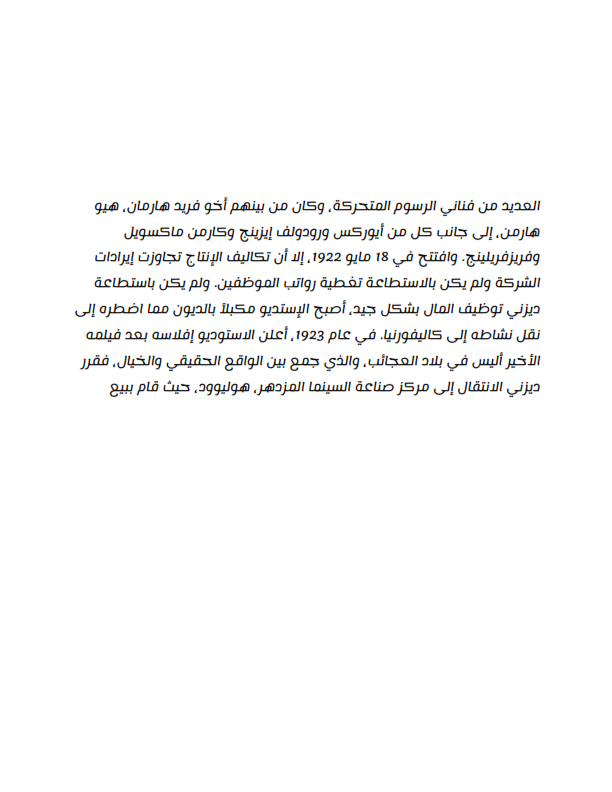 العديد من فناني الرسوم المتحركة، وكان من بينهم أخو فريد هارمان، هيو
هارمن، إلى جانب كل من أيوركس ورودولف إيزينج وكارمن ماكسويل
وفريزفريلينج. وافتتح في 18 مايو 1922، إلا أن تكاليف الإنتاج تجاوزت إيرادات
الشركة ولم يكن بالاستطاعة تغطية رواتب الموظفين. ولم يكن باستطاعة
ديزني توظيف المال بشكل جيد، أصبح الإستديو مكبلاً بالديون مما اضطره إلى
نقل نشاطه إلى كاليفورنيا. في عام 1923، أعلن الاستوديو إفلاسه بعد فيلمه
الأخير أليس في بلاد العجائب، والذي جمع بين الواقع الحقيقي والخيال، فقرر
ديزني الانتقال إلى مركز صناعة السينما المزدهر، هوليوود، حيث قام ببيع